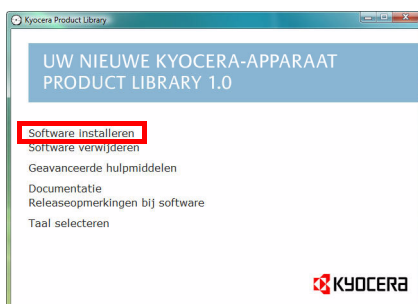 Kyocera Product Library
UW NIEUWE KYOCERA-APPARAAT
PRODUCT LIBRARY 1.0
Software installeren
Software verwijderen
Geavanceerde hulpmiddelen
Documentatie
Releaseopmerkingen bij software
Taal selecteren
KYOCERA